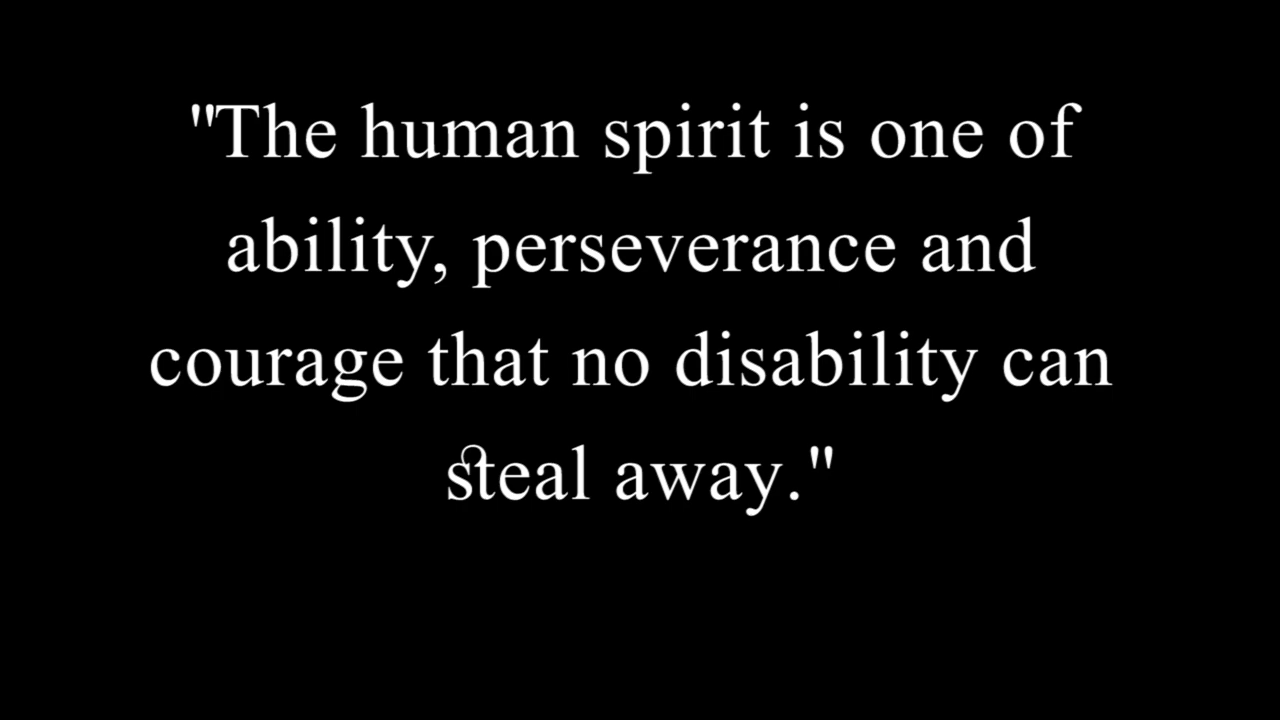 "The human spirit is one of
ability, perseverance and
courage that no disability can
steal away."